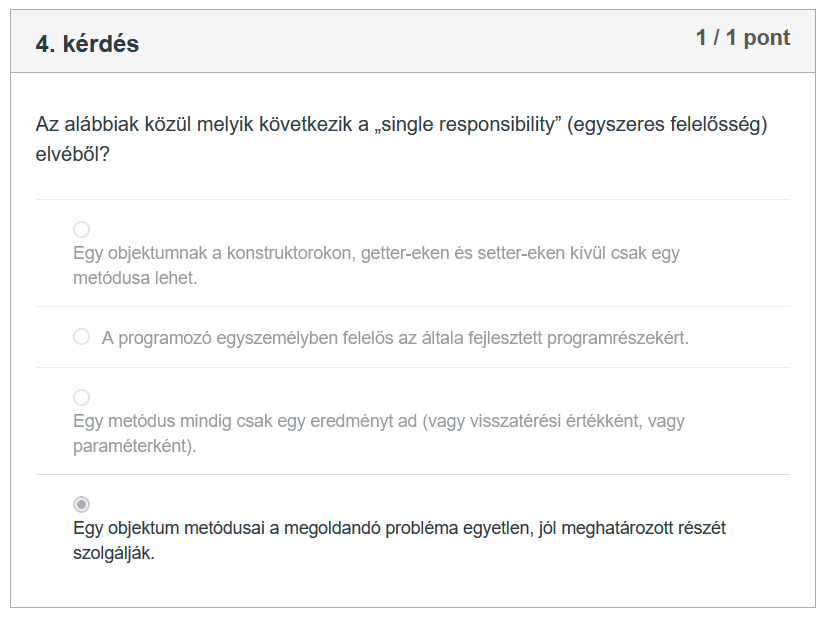 4. kérdés
1 / 1 pont
Az alábbiak közül melyik következik a „single responsibility” (egyszeres felelősség)
elvéből?
Egy objektumnak a konstruktorokon, getter-eken és setter-eken kívül csak egy
metódusa lehet.
A programozó egyszemélyben felelős az általa fejlesztett programrészekért.
Egy metódus mindig csak egy eredményt ad (vagy visszatérési értékként, vagy
paraméterként).
Egy objektum metódusai a megoldandó probléma egyetlen, jól meghatározott részét
szolgálják.